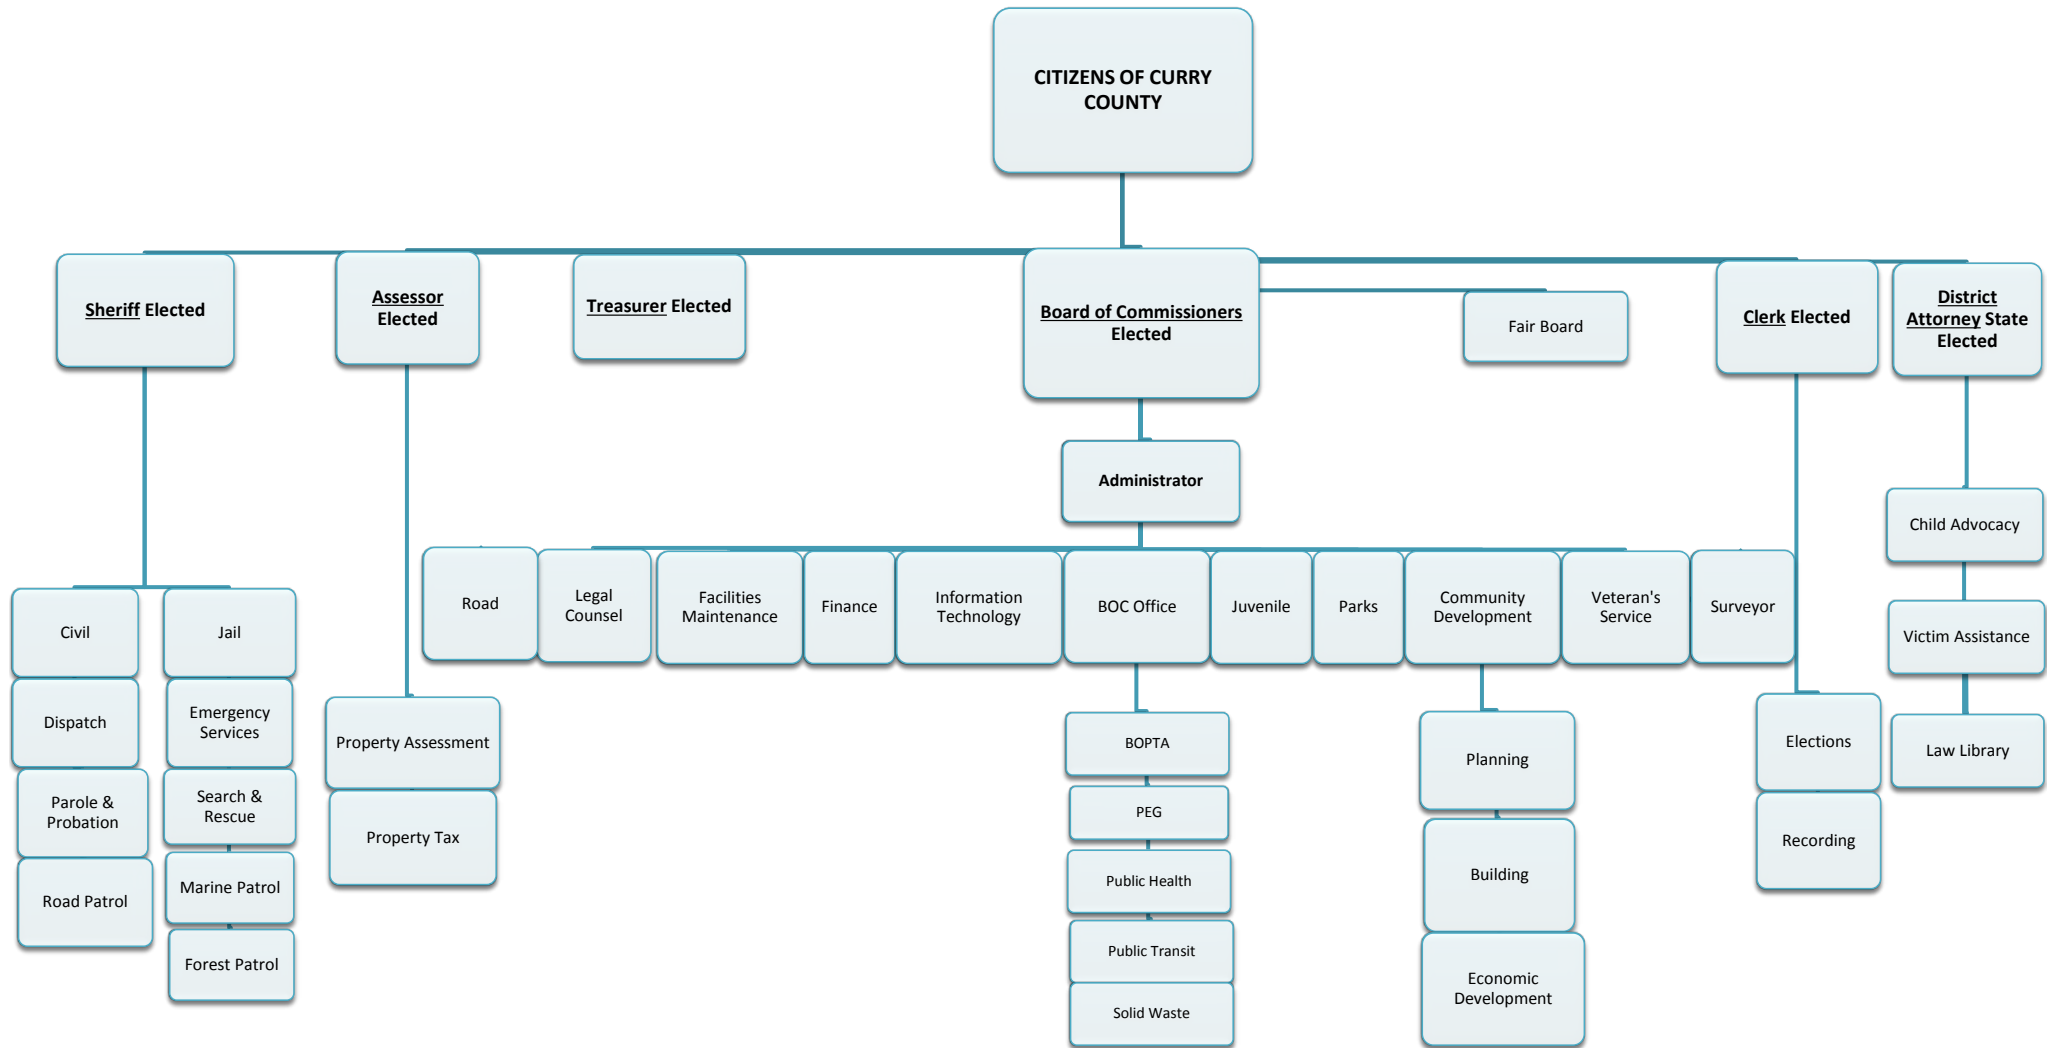 CITIZENS OF CURRY
COUNTY
Sheriff Elected
Assessor
Elected
Treasurer Elected
Board of Commissioners
Elected
Fair Board
Clerk Elected
District
Attorney State
Elected
Administrator
Child Advocacy
Victim Assistance
Law Library
Road
Legal
Counsel
Facilities
Maintenance
Finance
Information
Technology
BOC Office
Juvenile
Parks
Community
Development
Veteran's
Service
Surveyor
Civil
Dispatch
Parole &
Probation
Road Patrol
Jail
Emergency
Services
Search &
Rescue
Marine Patrol
Forest Patrol
Property Assessment
Property Tax
BOPTA
PEG
Public Health
Public Transit
Solid Waste
Planning
Building
Economic
Development
Elections
Recording